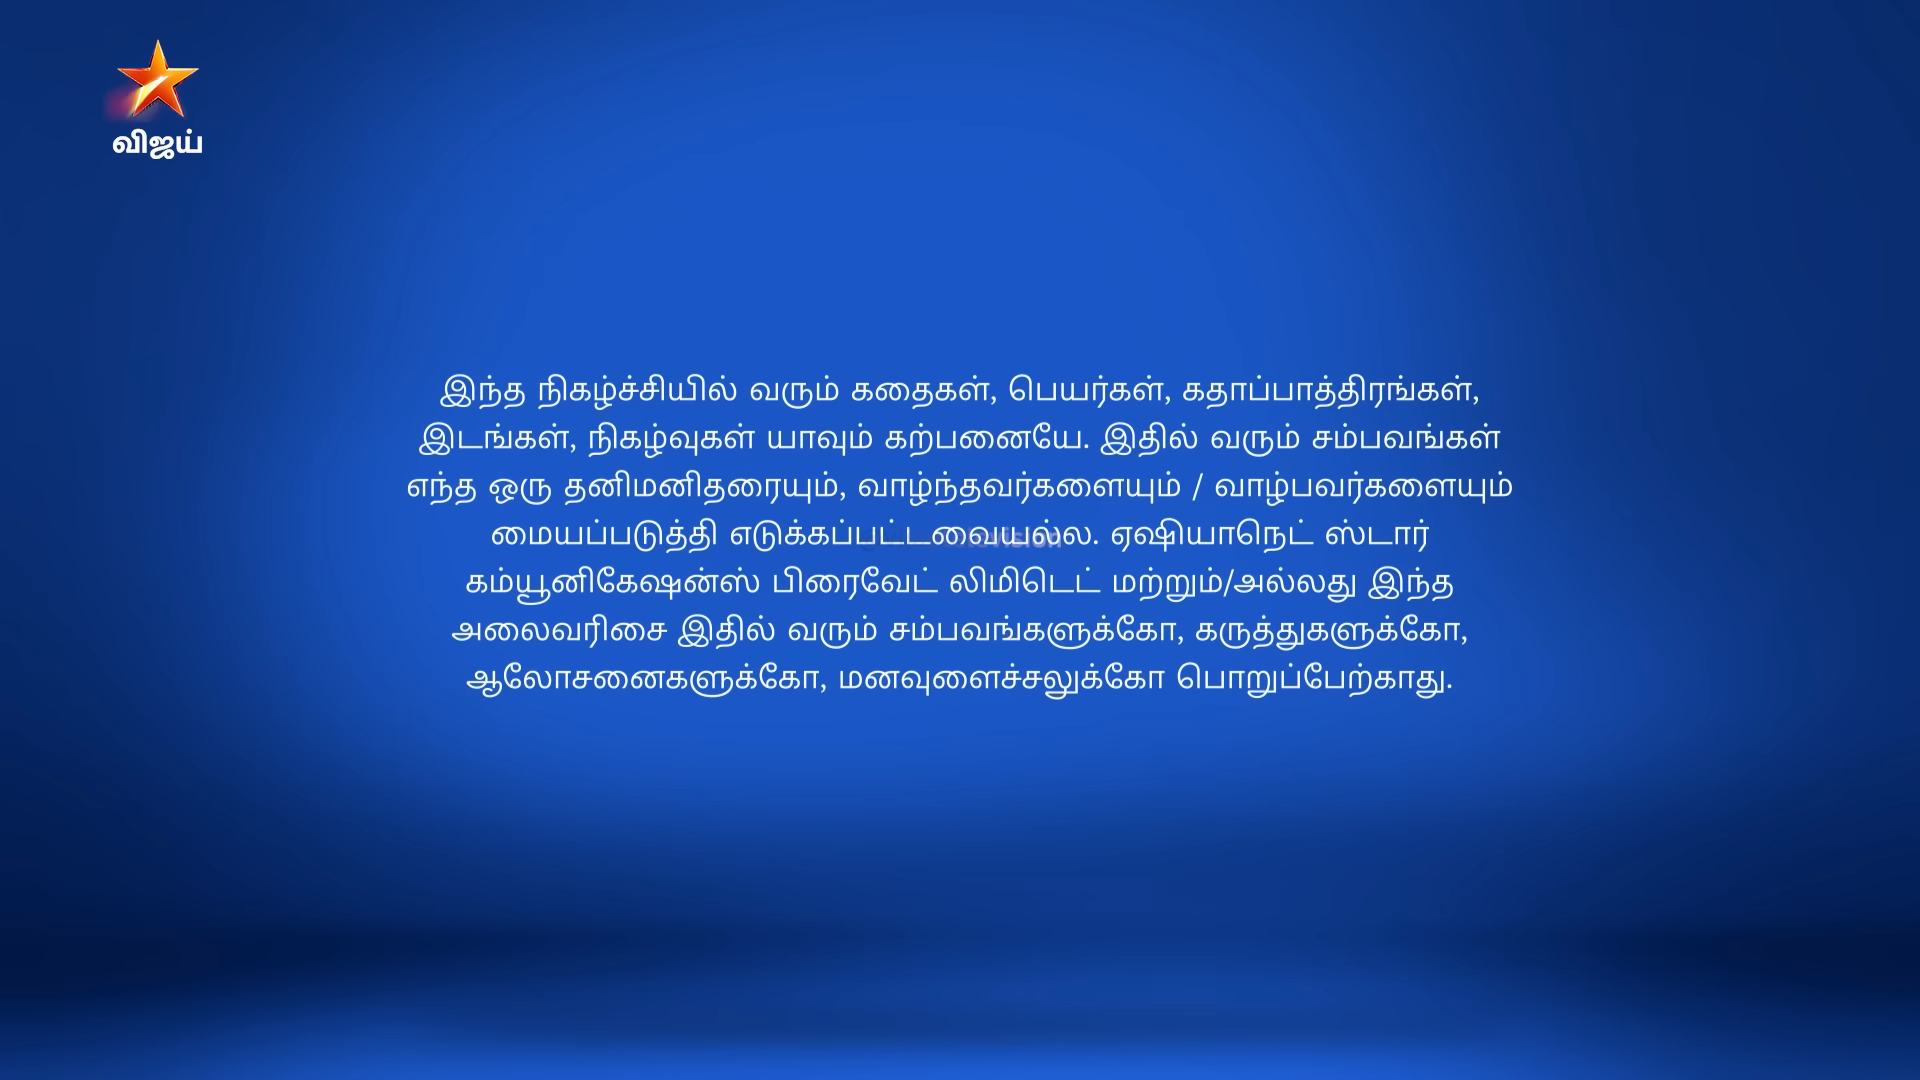 விஜய்
இந்த நிகழ்ச்சியில் வரும் கதைகள், பெயர்கள், கதாப்பாத்திரங்கள்,
இடங்கள், நிகழ்வுகள் யாவும் கற்பனையே. இதில் வரும் சம்பவங்கள்
எந்த ஒரு தனிமனிதரையும், வாழ்ந்தவர்களையும் / வாழ்பவர்களையும்
மையப்படுத்தி எடுக்கப்பட்டவையல்ல. ஏஷியாநெட் ஸ்டார்
கம்யூனிகேஷன்ஸ் பிரைவேட் லிமிடெட் மற்றும்/அல்லது இந்த
அலைவரிசை இதில் வரும் சம்பவங்களுக்கோ, கருத்துகளுக்கோ,
ஆலோசனைகளுக்கோ, மனவுளைச்சலுக்கோ பொறுப்பேற்காது.